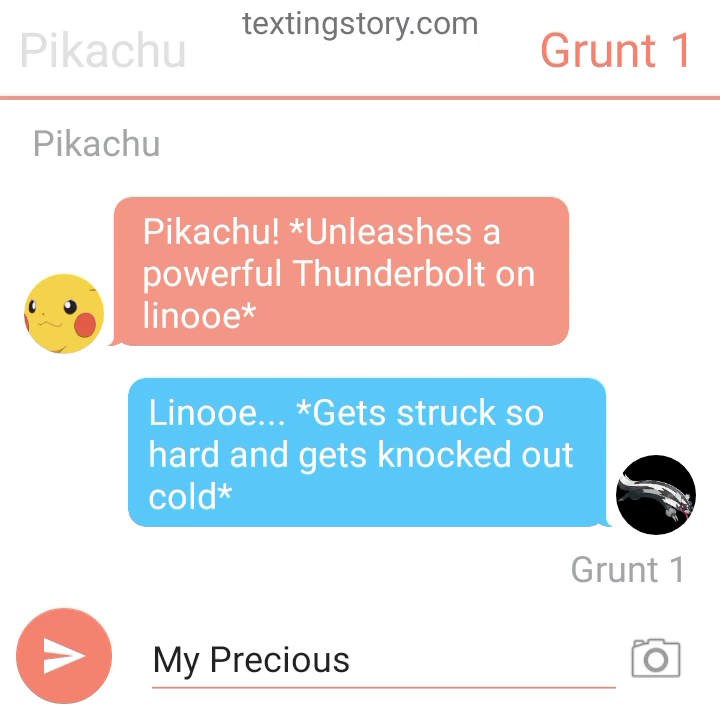 textingstory.com
Pikachu
Grunt 1
Pikachu
Pikachu! *Unleashes a
powerful Thunderbolt on
linooe*
Linooe... *Gets struck so
hard and gets knocked out
cold*
Grunt 1
My Precious